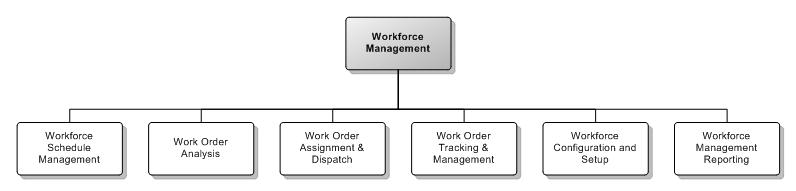 Workforce
Management
Workforce
Schedule
Management
Work Order
Analysis
Work Order
Assignment &
Dispatch
Work Order
Tracking &
Management
Workforce
Configuration and
Setup
Workforce
Management
Reporting